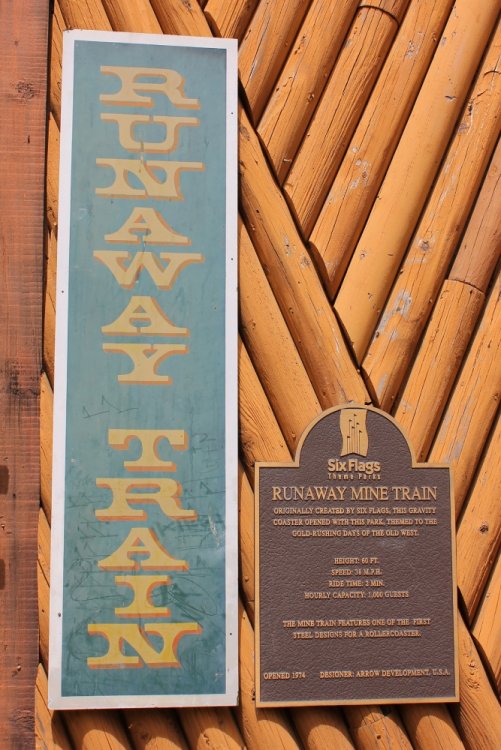 RUNAWAY TRAIN
Six Flags
Theme Parks
RUNAWAY MINE TRAIN
ORIGINALLY CREATED BY SIX FLAGS, THIS GRAVITY
COASTER OPENED WITH THIS PARK, THEMED TO THE
GOLD-RUSHING DAYS OF THE OLD WEST.
HEIGHT: 60 FT.
SPEED: 38 M.P.H.
RIDE TIME: 3 MIN.
HOURLY CAPACITY: 1,000 GUESTS
THE MINE TRAIN FEATURES ONE OF THE FIRST
STEEL DESIGNS FOR A ROLLERCOASTER.
OPENED 1974 DESIGNER: ARROW DEVELOPMENT, U.S.A.